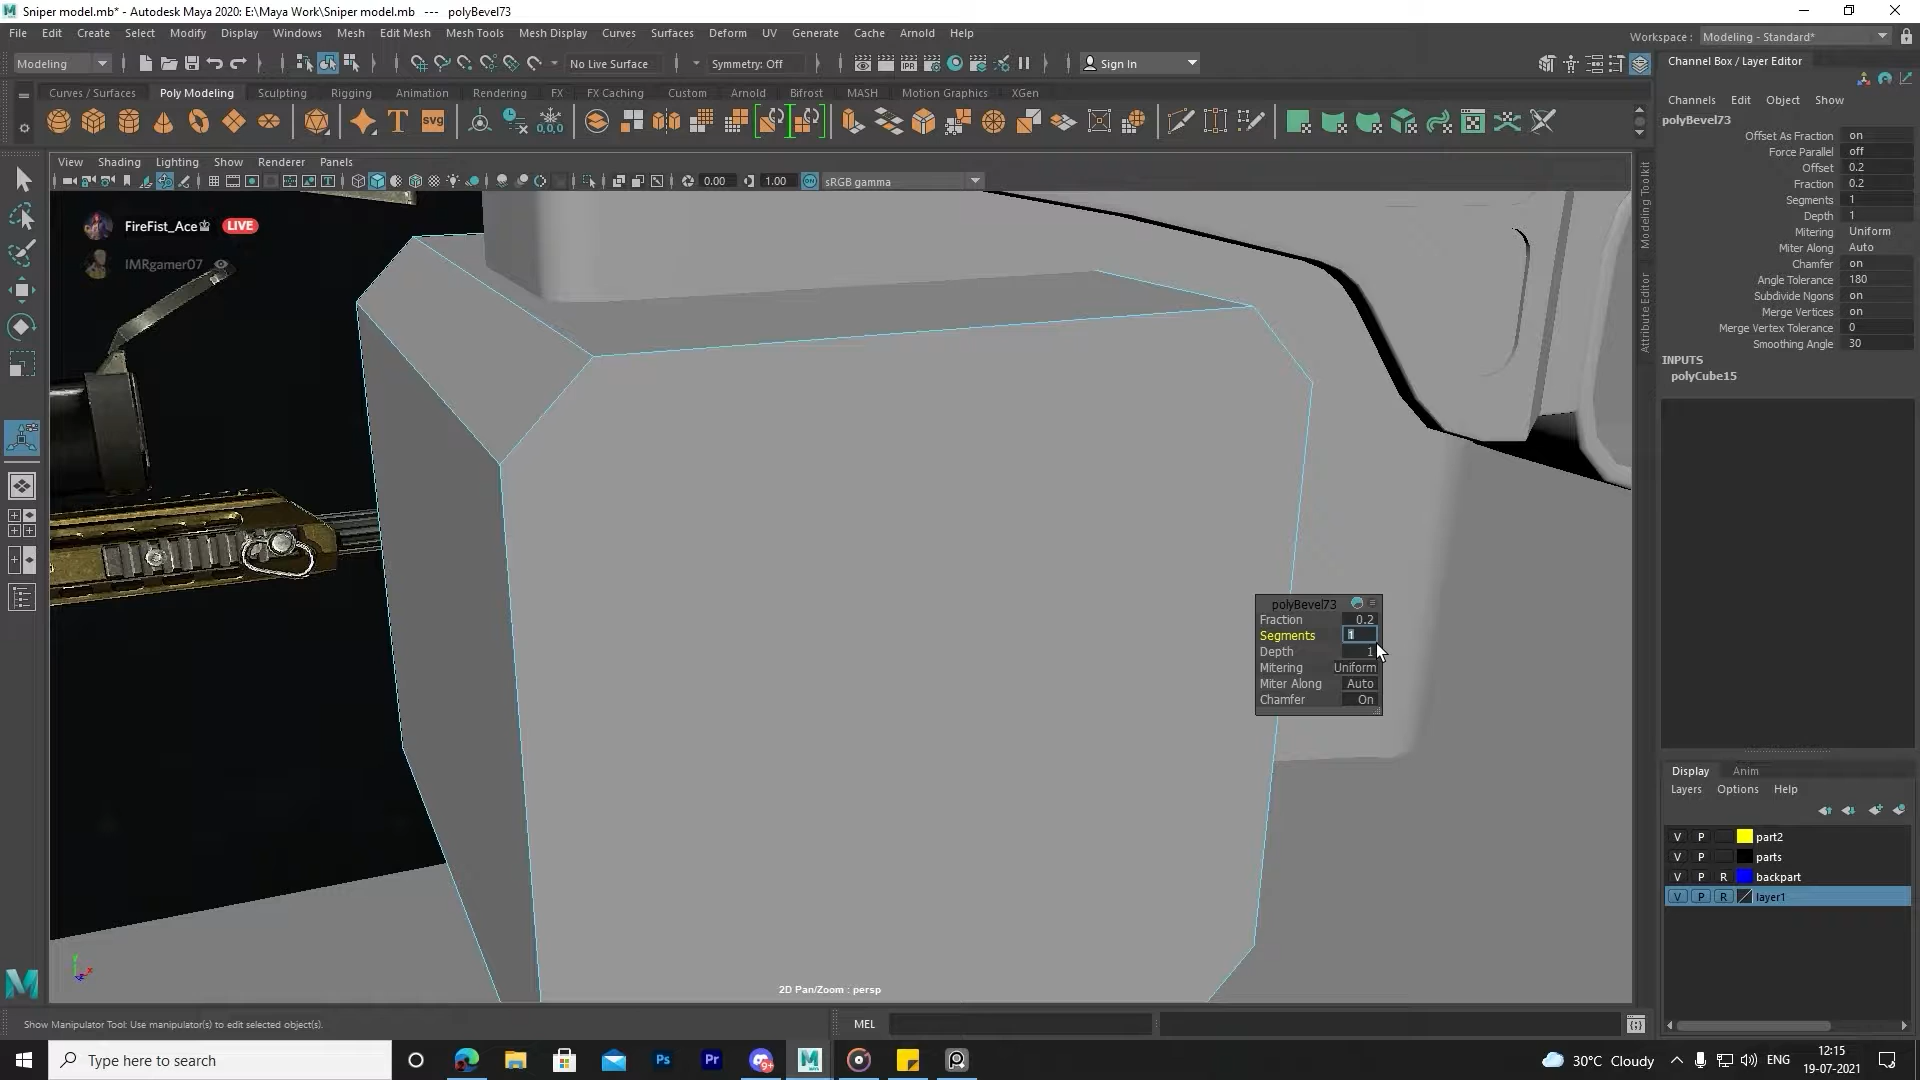 Sniper model.mb* - Autodesk Maya 2020: E:\Maya Work\Sniper model.mb   ---   polyBevel73
File Edit Create Select Modify Display Windows Mesh Edit Mesh Mesh Tools Mesh Display Curves Surfaces Deform UV Generate Cache Arnold Help
Workspace : Modeling - Standard*
Modeling No Live Surface Symmetry: Off Sign In
Channel Box / Layer Editor
Curves / Surfaces Poly Modeling Sculpting Rigging Animation Rendering FX FX Caching Custom Arnold Bifrost MASH Motion Graphics XGen
Channels Edit Object Show
polyBevel73
Offset As Fraction on
Force Parallel off
Offset 0.2
Fraction 0.2
Segments 1
Depth 1
Mitering Uniform
Miter Along Auto
Chamfer on
Angle Tolerance 180
Subdivide Ngons on
Merge Vertices on
Merge Vertex Tolerance 0
Smoothing Angle 30
INPUTS
polyCube15
View Shading Lighting Show Renderer Panels
0.00 1.00 sRGB gamma
Modeling Toolkit
Attribute Editor
FireFist_Ace LIVE
IMRgamer07
polyBevel73
Fraction 0.2
Segments 1
Depth 1
Mitering Uniform
Miter Along Auto
Chamfer On
2D Pan/Zoom : persp
Display Anim
Layers Options Help
V P part2
V P parts
V P R backpart
V P R layer1
Show Manipulator Tool: Use manipulator(s) to edit selected object(s).
MEL
Type here to search
30°C Cloudy
ENG
12:15
19-07-2021